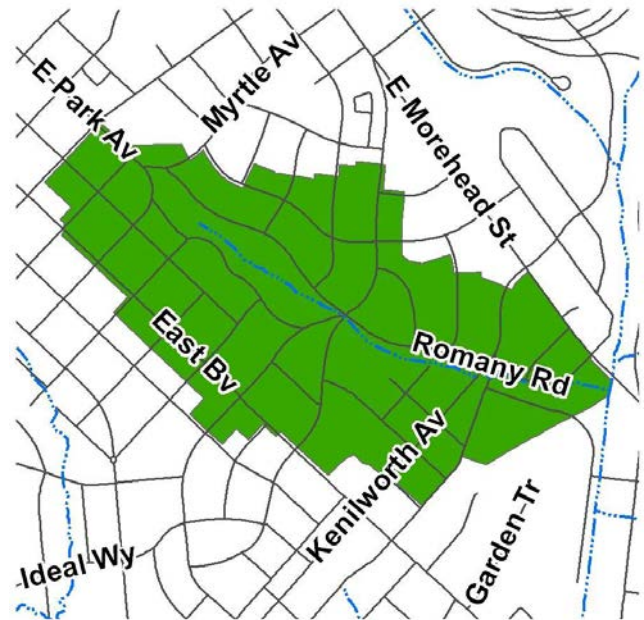 E Park Av
Myrtle Av
E Morehead St
East Bv
Romany Rd
Kenilworth Av
Garden Tr
Ideal Wy